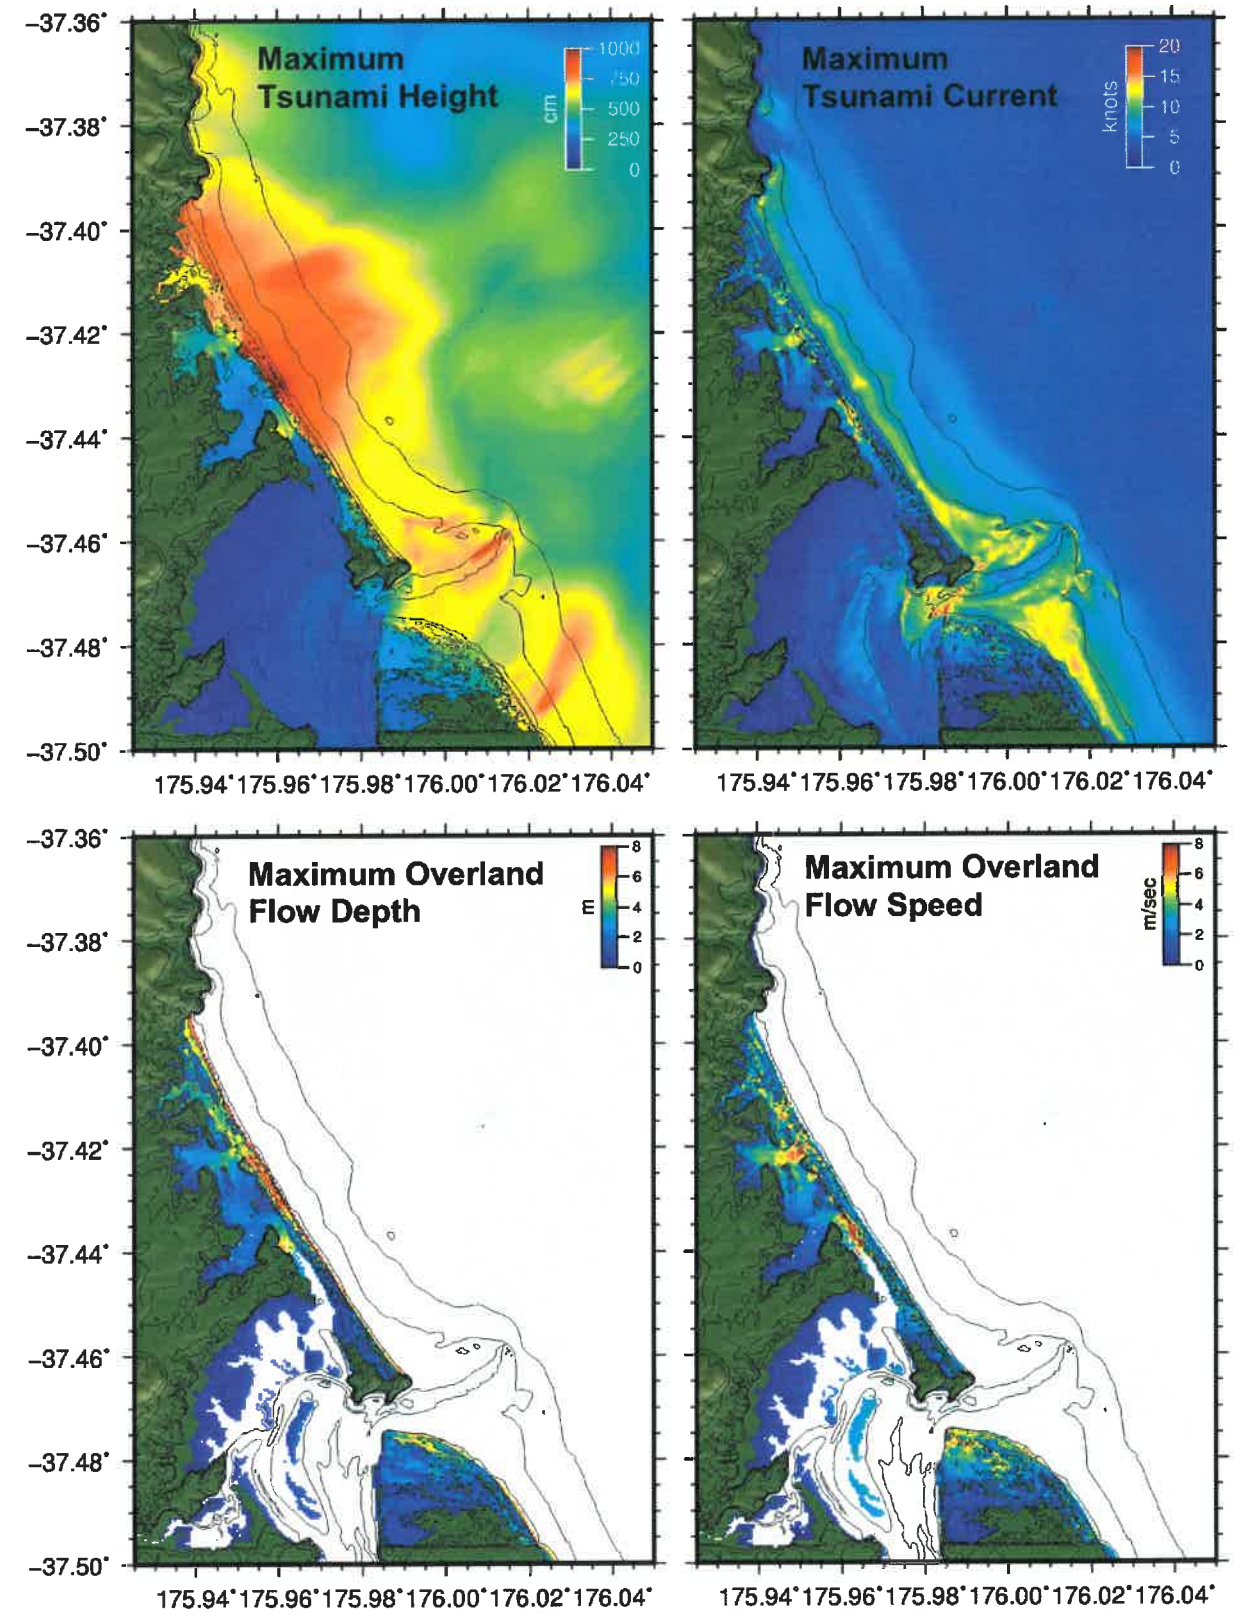 Maximum
Tsunami Height
cm
1000
750
500
250
0
−37.36°
−37.38°
−37.40°
−37.42°
−37.44°
−37.46°
−37.48°
−37.50°
175.94° 175.96° 175.98° 176.00° 176.02° 176.04°
Maximum
Tsunami Current
knots
20
15
10
5
0
175.94° 175.96° 175.98° 176.00° 176.02° 176.04°
Maximum Overland
Flow Depth
m
8
6
4
2
0
−37.36°
−37.38°
−37.40°
−37.42°
−37.44°
−37.46°
−37.48°
−37.50°
175.94° 175.96° 175.98° 176.00° 176.02° 176.04°
Maximum Overland
Flow Speed
m/sec
8
6
4
2
0
175.94° 175.96° 175.98° 176.00° 176.02° 176.04°